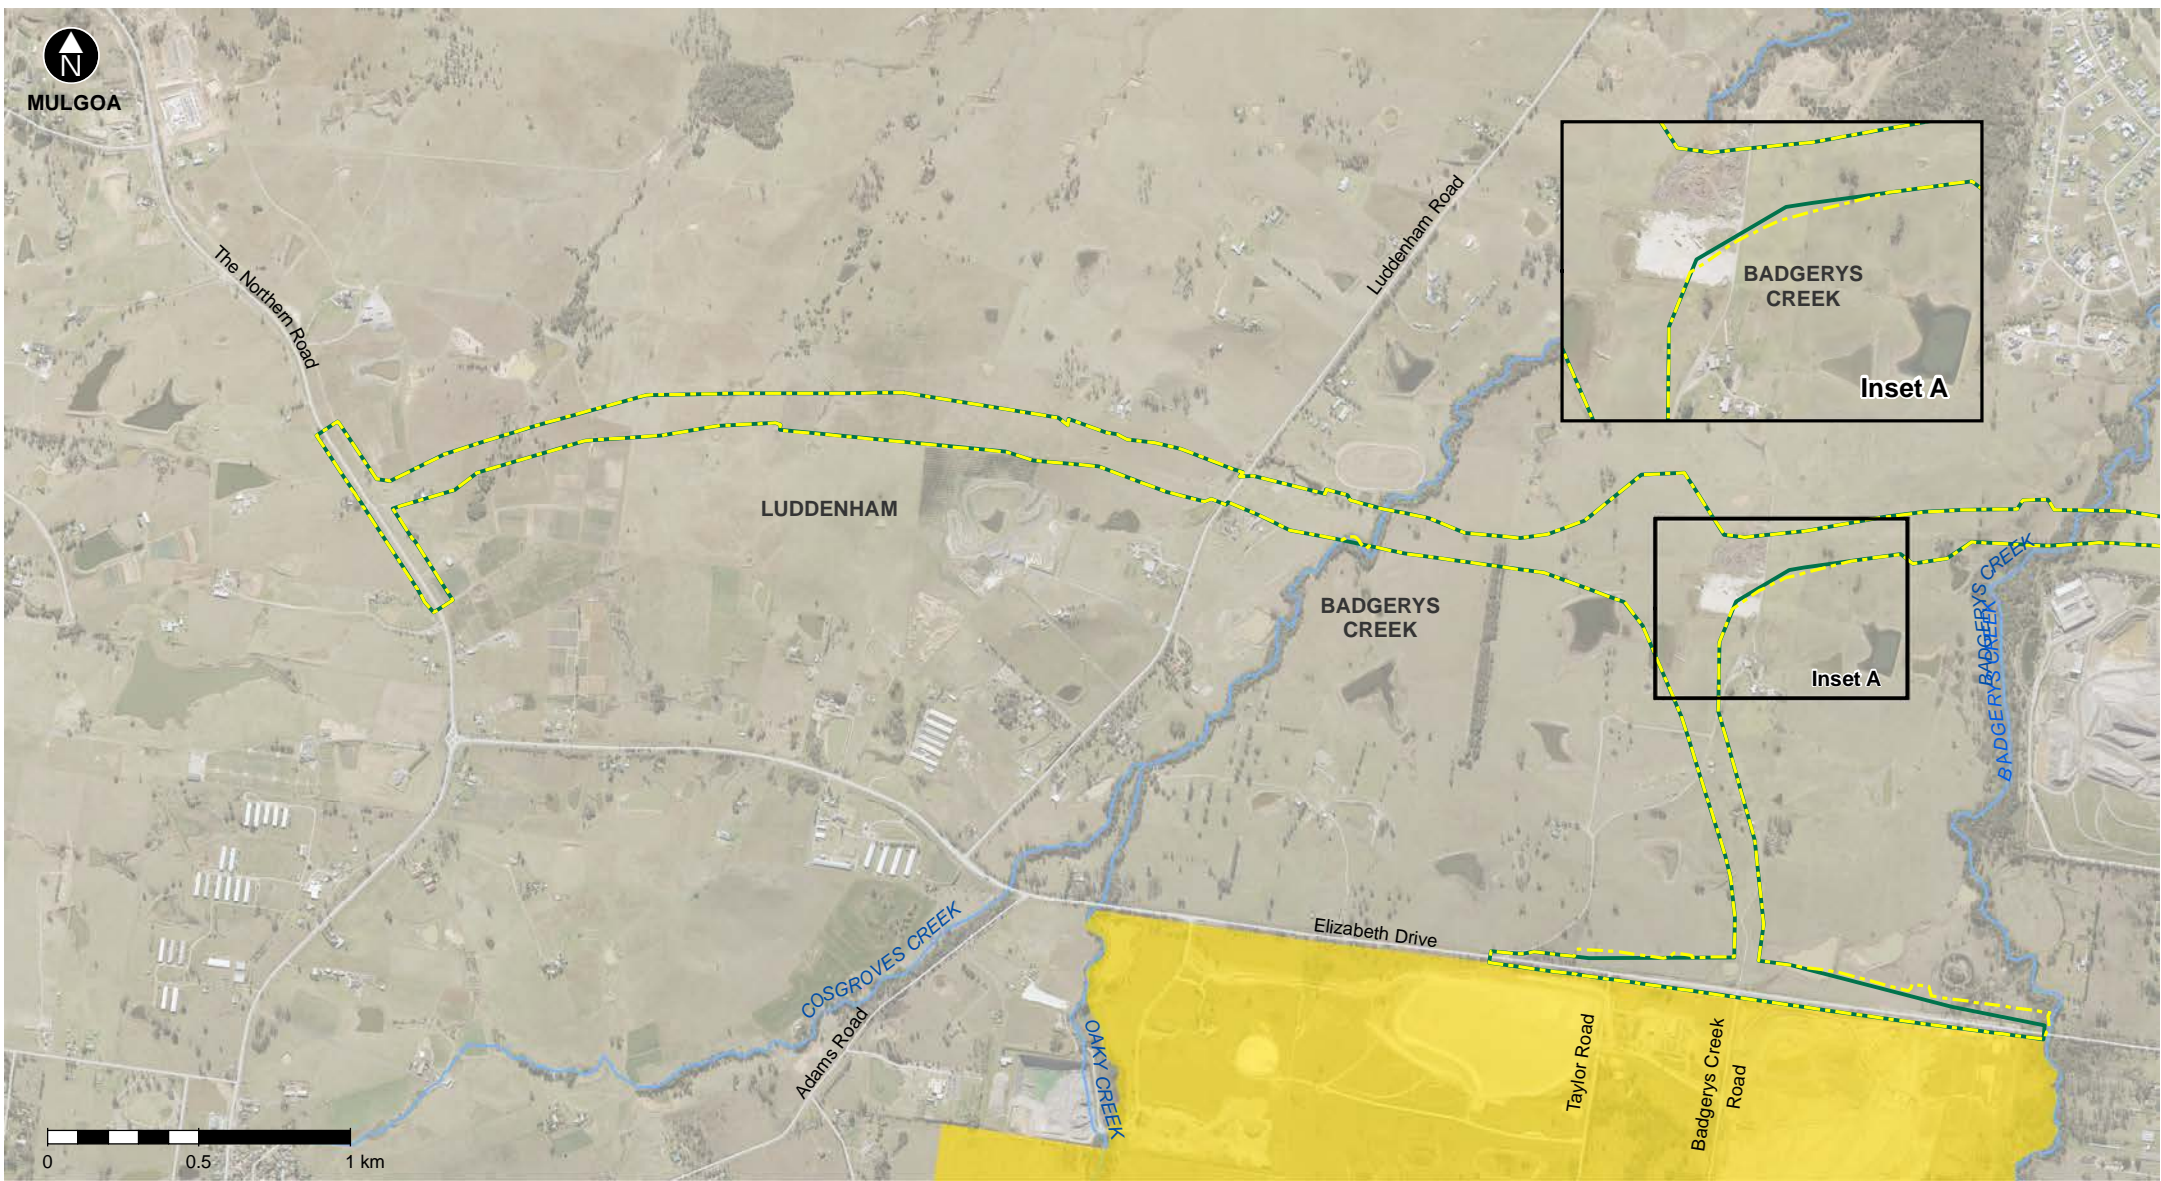 N
MULGOA
The Northern Road
Luddenham Road
BADGERYS
CREEK
Inset A
LUDDENHAM
BADGERYS
CREEK
Inset A
BADGERYS CREEK
BADGERYS CREEK
Elizabeth Drive
COSGROVES CREEK
Adams Road
OAKY CREEK
Taylor Road
Badgerys Creek
Road
0
0.5
1 km